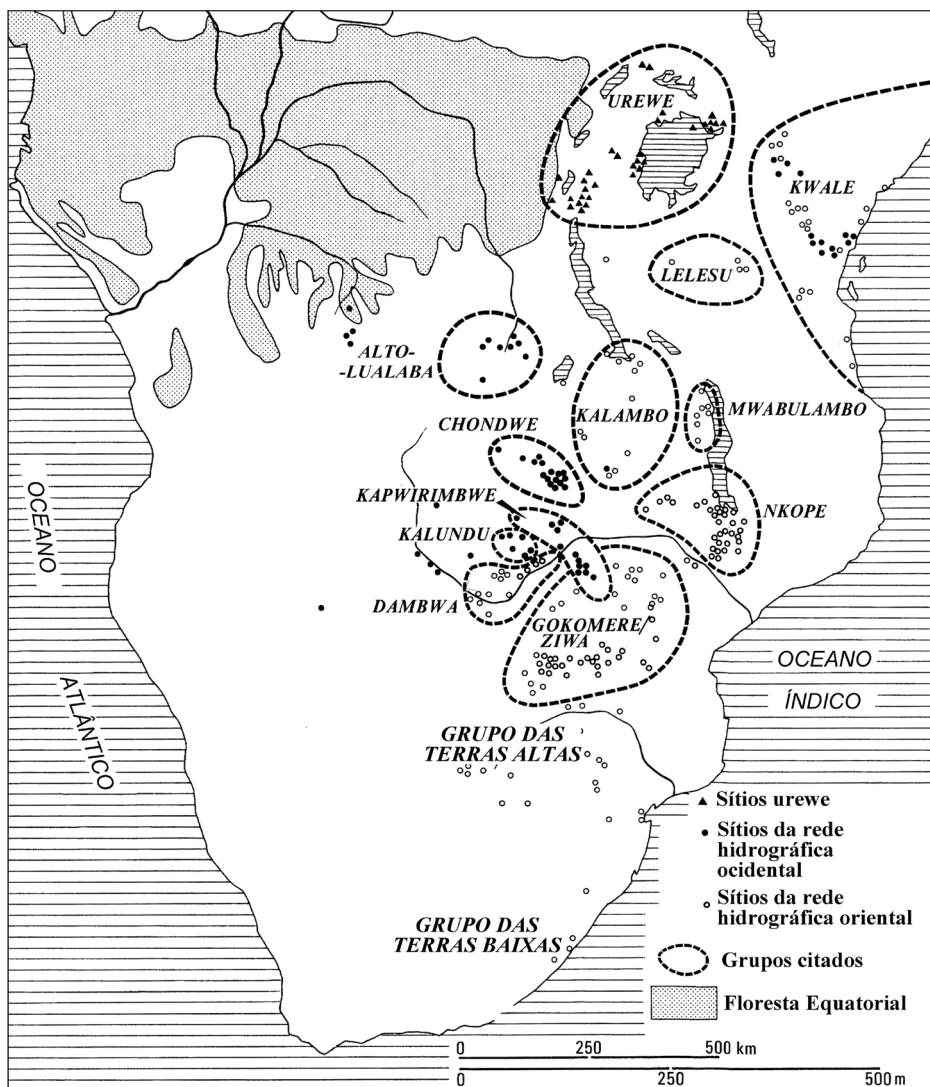 UREWE
KWALE
LELESU
ALTO-
-LUALABA
KALAMBO
MWABULAMBO
CHONDWE
KAPWIRIMBWE
NKOPE
KALUNDU
DAMBWA
GOKOMERE/
ZIWA
OCEANO
ATLÂNTICO
OCEANO
ÍNDICO
GRUPO DAS
TERRAS ALTAS
GRUPO DAS
TERRAS BAIXAS
Sítios urewe
Sítios da rede
hidrográfica
ocidental
Sítios da rede
hidrográfica oriental
Grupos citados
Floresta Equatorial
0 250 500 km
0 250 500 m